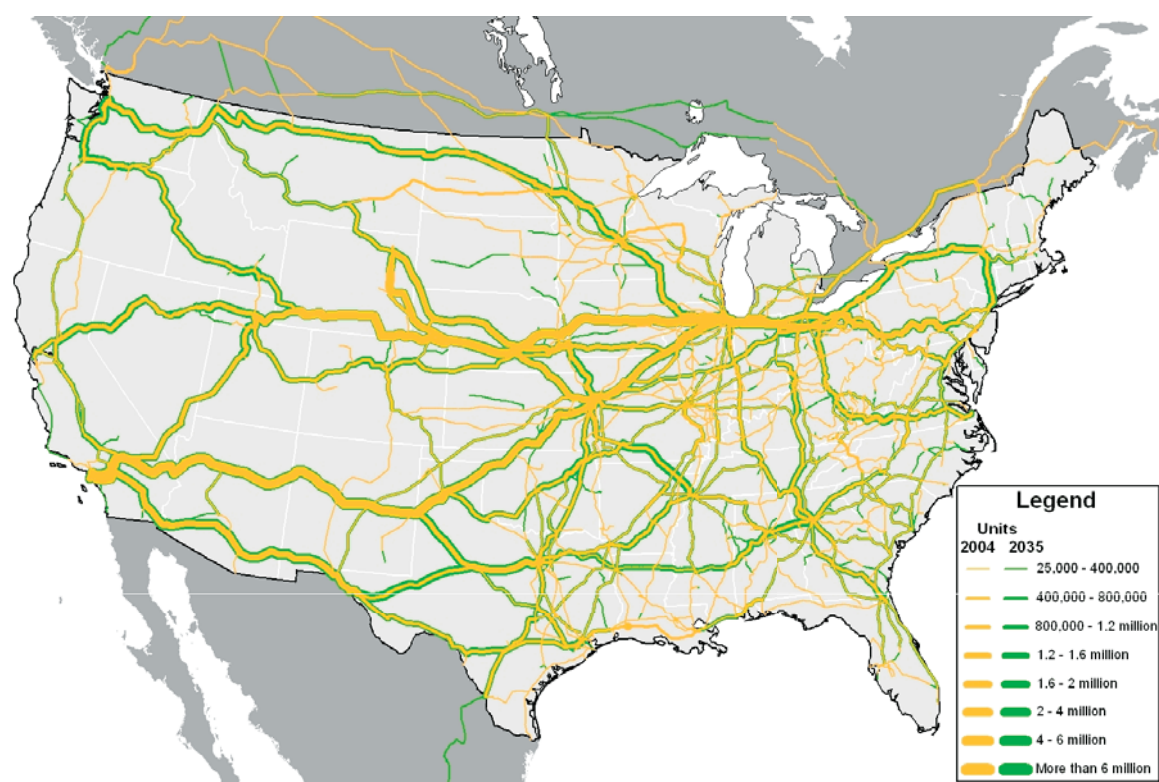 Legend
Units
2004 2035
25,000 - 400,000
400,000 - 800,000
800,000 - 1.2 million
1.2 - 1.6 million
1.6 - 2 million
2 - 4 million
4 - 6 million
More than 6 million